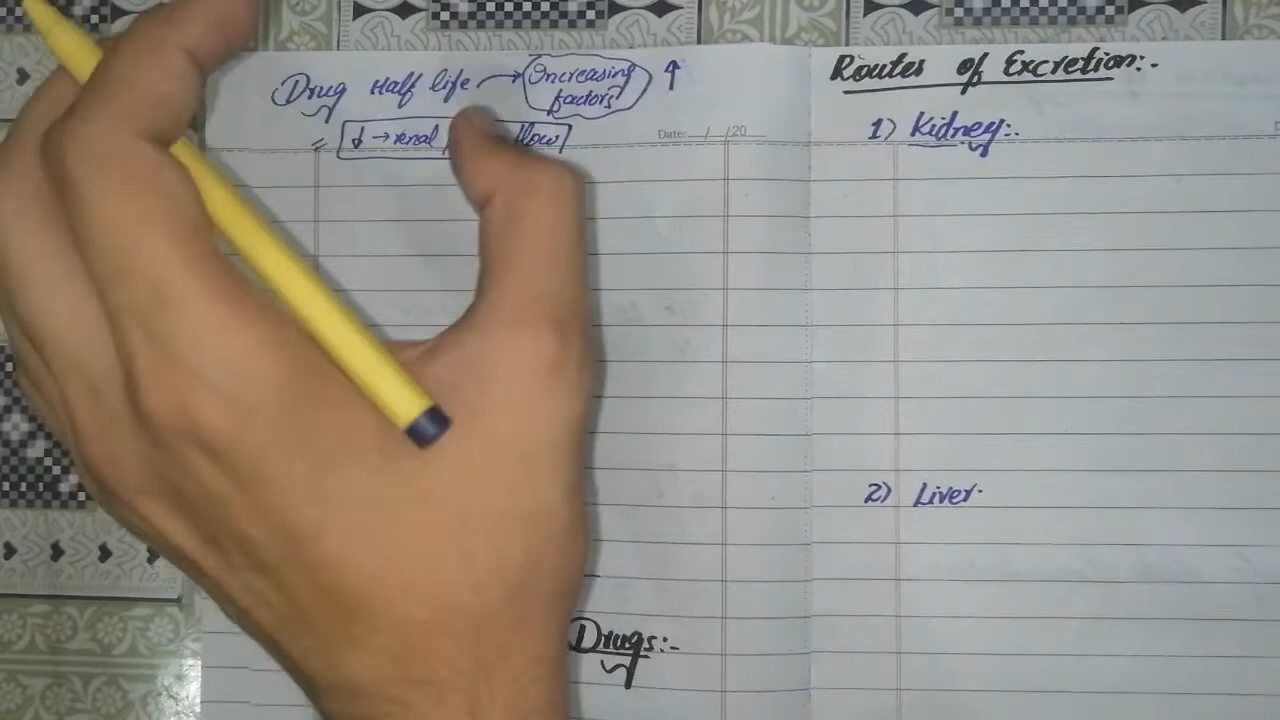 Drug Half life → Increasing factors ↑
= ↓ → renal flow
Date: / /20
Drugs:-
Routes of Excretion:-
1) Kidney:-
2) Liver-